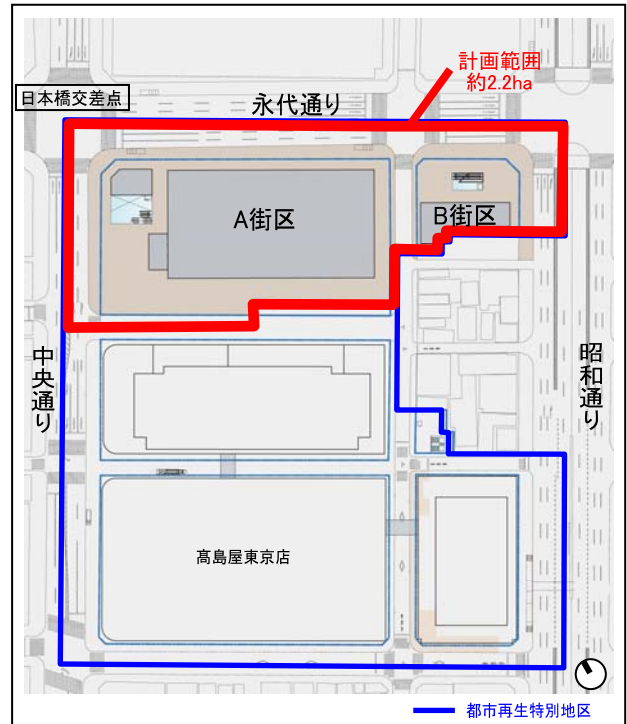 計画範囲
約2.2ha
日本橋交差点
永代通り
A街区
B街区
中央通り
昭和通り
髙島屋東京店
都市再生特別地区